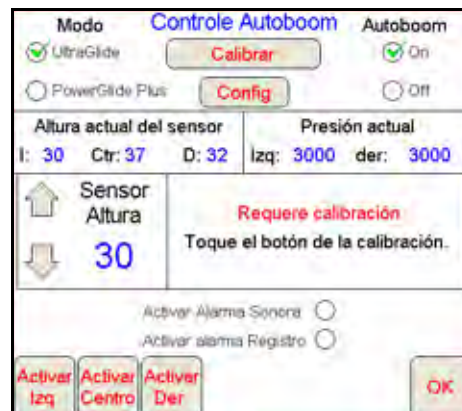 Modo Controle Autoboom Autoboom
UltraGlide Calibrar On
PowerGlide Plus Config Off
Altura actual del sensor Presión actual
I: 30 Ctr: 37 D: 32 Izq: 3000 der: 3000
Sensor
Altura
30
Requere calibración
Toque el botón de la calibración.
Activar Alarma Sonora
Activar alarma Registro
Activar Izq
Activar Centro
Activar Der
OK